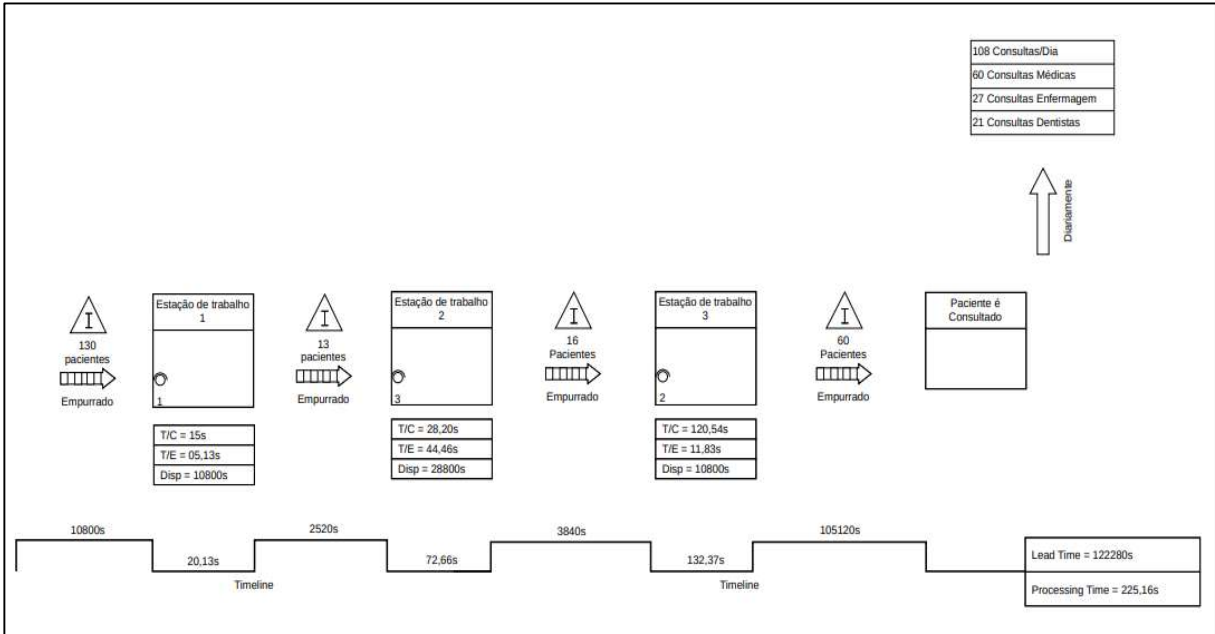 108 Consultas/Dia
60 Consultas Médicas
27 Consultas Enfermagem
21 Consultas Dentistas
Diariamente
I
130
pacientes
Empurrado
Estação de trabalho
1
1
T/C = 15s
T/E = 05,13s
Disp = 10800s
I
13
pacientes
Empurrado
Estação de trabalho
2
3
T/C = 28,20s
T/E = 44,46s
Disp = 28800s
I
16
Pacientes
Empurrado
Estação de trabalho
3
2
T/C = 120,54s
T/E = 11,83s
Disp = 10800s
I
60
Pacientes
Empurrado
Paciente é
Consultado
10800s
20,13s
2520s
72,66s
3840s
132,37s
105120s
Timeline
Timeline
Lead Time = 122280s
Processing Time = 225,16s